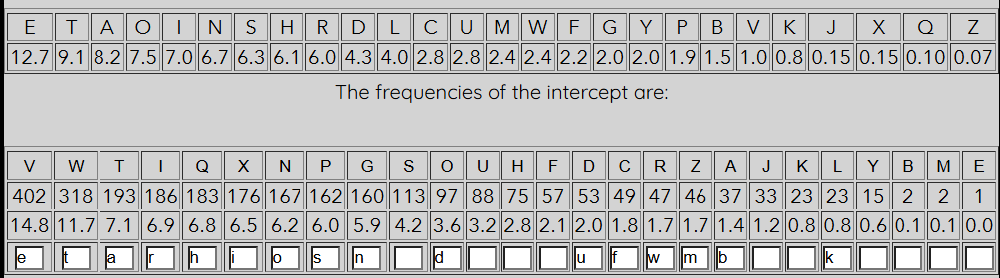 E T A O I N S H R D L C U M W F G Y P B V K J X Q Z
12.7 9.1 8.2 7.5 7.0 6.7 6.3 6.1 6.0 4.3 4.0 2.8 2.8 2.4 2.4 2.2 2.0 2.0 1.9 1.5 1.0 0.8 0.15 0.15 0.10 0.07
The frequencies of the intercept are:
V W T I Q X N P G S O U H F D C R Z A J K L Y B M E
402 318 193 186 183 176 167 162 160 113 97 88 75 57 53 49 47 46 37 33 23 23 15 2 2 1
14.8 11.7 7.1 6.9 6.8 6.5 6.2 6.0 5.9 4.2 3.6 3.2 2.8 2.1 2.0 1.8 1.7 1.7 1.4 1.2 0.8 0.8 0.6 0.1 0.1 0.0
e t a r h i o s n d u f w m b k